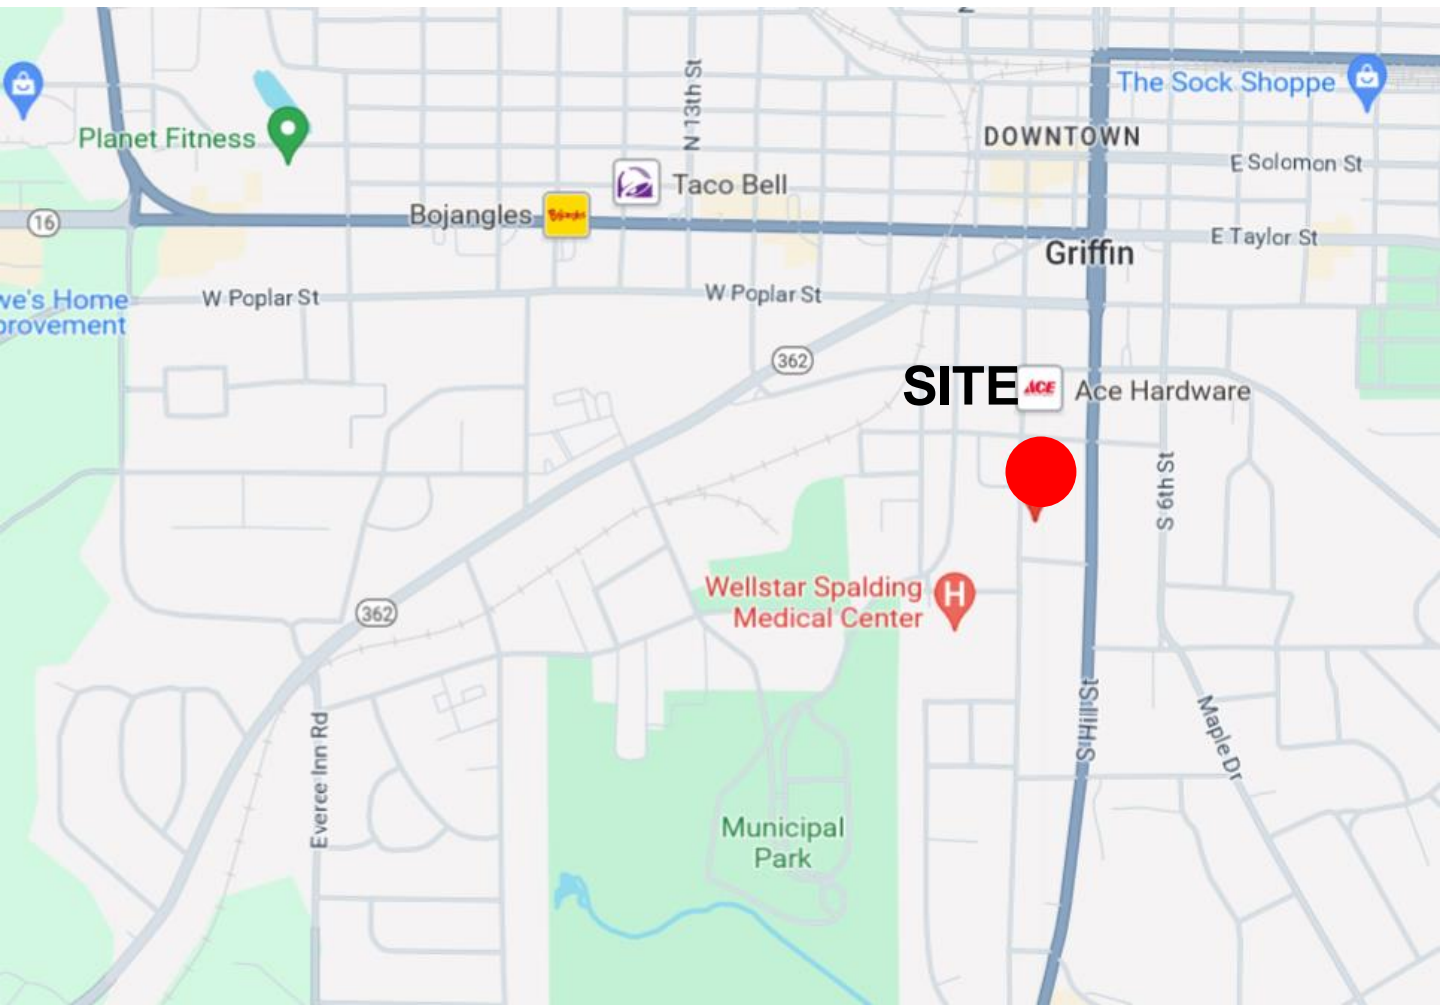 The Sock Shoppe
N 13th St
DOWNTOWN
Planet Fitness
E Solomon St
Taco Bell
Bojangles
Bojangles
16
E Taylor St
Griffin
we's Home
provement
W Poplar St
W Poplar St
362
SITE
ACE
Ace Hardware
S 6th St
Wellstar Spalding
Medical Center
H
362
S Hill St
Maple Dr
Everee Inn Rd
Municipal
Park